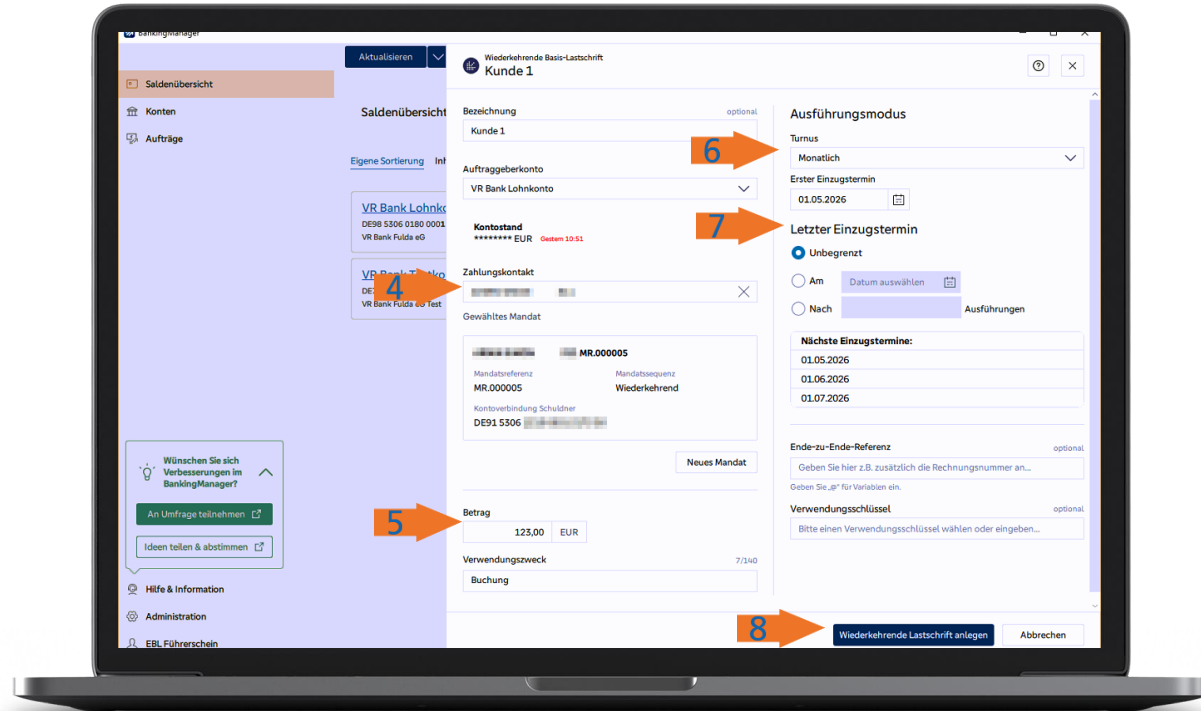 BankingManager
Saldenübersicht
Konten
Aufträge
Wünschen Sie sich
Verbesserungen im
BankingManager?
An Umfrage teilnehmen
Ideen teilen & abstimmen
Hilfe & Information
Administration
EBL Führerschein
Aktualisieren
Saldenübersicht
Eigene Sortierung
VR Bank Lohnko
DE98 5306 0180 0001
VR Bank Fulda eG
VR Bank Testko
VR Bank Fulda eG Test
Wiederkehrende Basis-Lastschrift
Kunde 1
Bezeichnung optional
Kunde 1
Auftraggeberkonto
VR Bank Lohnkonto
Kontostand
******** EUR Gestern 10:51
Zahlungskontakt
4
Gewähltes Mandat
MR.000005
Mandatsreferenz Mandatssequenz
MR.000005 Wiederkehrend
Kontoverbindung Schuldner
DE91 5306
Neues Mandat
5
Betrag
123,00 EUR
Verwendungszweck 7/140
Buchung
Ausführungsmodus
6
Turnus
Monatlich
Erster Einzugstermin
01.05.2026
7
Letzter Einzugstermin
Unbegrenzt
Am Datum auswählen
Nach Ausführungen
Nächste Einzugstermine:
01.05.2026
01.06.2026
01.07.2026
Ende-zu-Ende-Referenz optional
Geben Sie hier z.B. zusätzlich die Rechnungsnummer an...
Geben Sie „@“ für Variablen ein.
Verwendungsschlüssel optional
Bitte einen Verwendungsschlüssel wählen oder eingeben...
8
Wiederkehrende Lastschrift anlegen Abbrechen